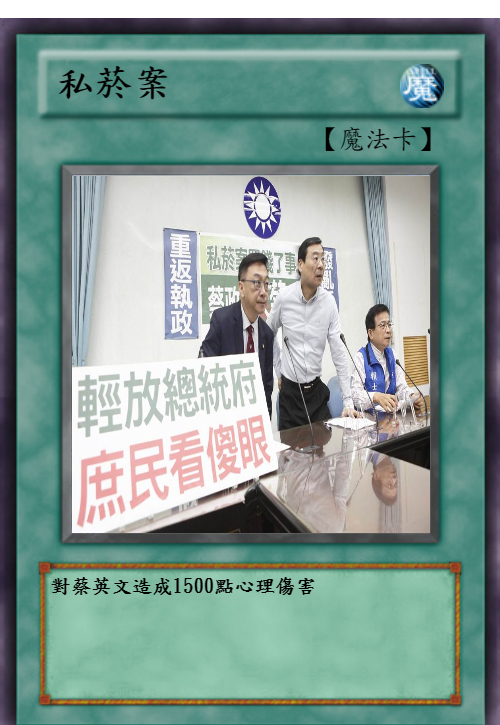 私菸案
魔
【魔法卡】
重返執政
私菸案
了事
蔡政
輕放總統府
庶民看傻眼
對蔡英文造成1500點心理傷害